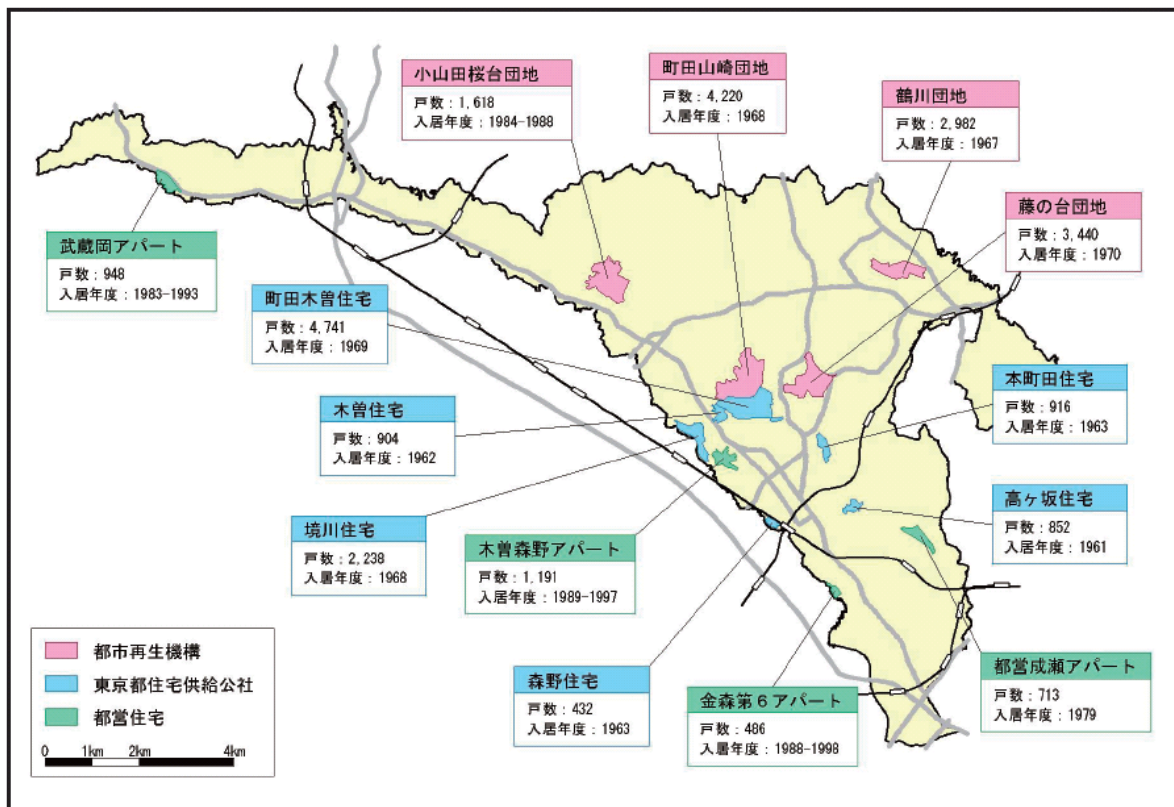 小山田桜台団地
戸数：1,618
入居年度：1984-1988
町田山崎団地
戸数：4,220
入居年度：1968
鶴川団地
戸数：2,982
入居年度：1967
藤の台団地
戸数：3,440
入居年度：1970
武蔵岡アパート
戸数：948
入居年度：1983-1993
町田木曽住宅
戸数：4,741
入居年度：1969
木曽住宅
戸数：904
入居年度：1962
境川住宅
戸数：2,238
入居年度：1968
木曽森野アパート
戸数：1,191
入居年度：1989-1997
本町田住宅
戸数：916
入居年度：1963
高ヶ坂住宅
戸数：852
入居年度：1961
森野住宅
戸数：432
入居年度：1963
金森第６アパート
戸数：486
入居年度：1988-1998
都営成瀬アパート
戸数：713
入居年度：1979
都市再生機構
東京都住宅供給公社
都営住宅
0 1km 2km 4km